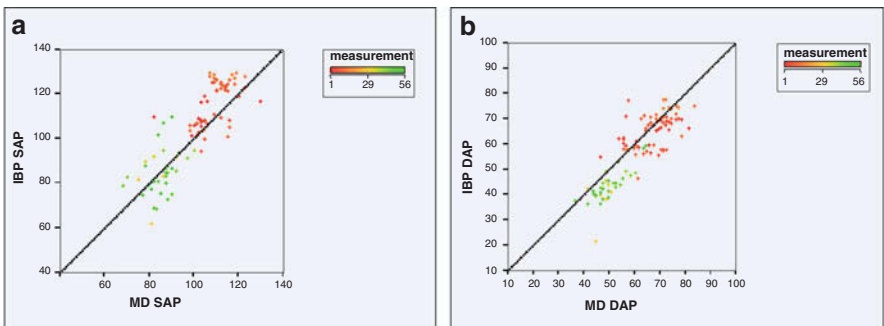 a
140
120
100
80
60
40
IBP SAP
60 80 100 120 140
MD SAP
measurement
1 29 56
b
100
90
80
70
60
50
40
30
20
10
IBP DAP
10 20 30 40 50 60 70 80 90 100
MD DAP
measurement
1 29 56